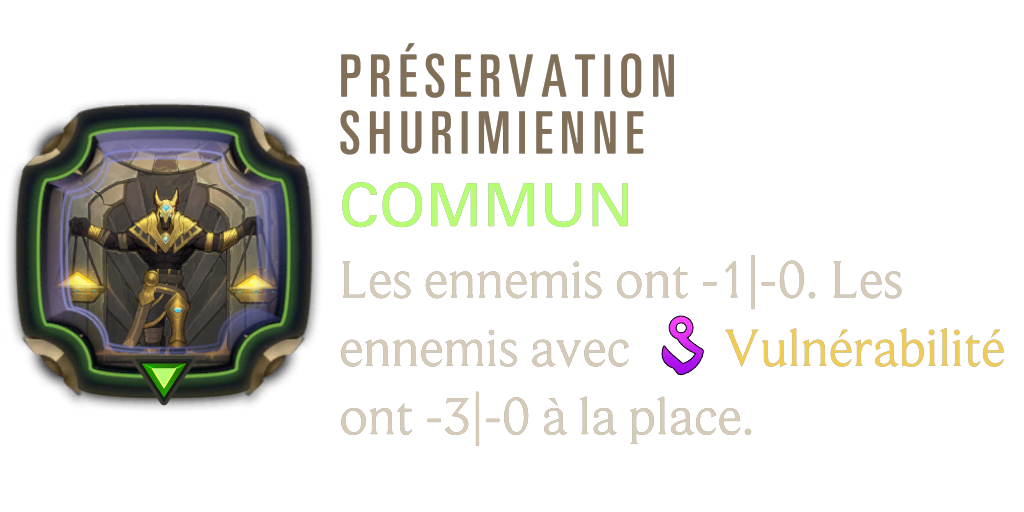 PRÉSERVATION
SHURIMIENNE
COMMUN
Les ennemis ont -1|-0. Les
ennemis avec Vulnérabilité
ont -3|-0 à la place.